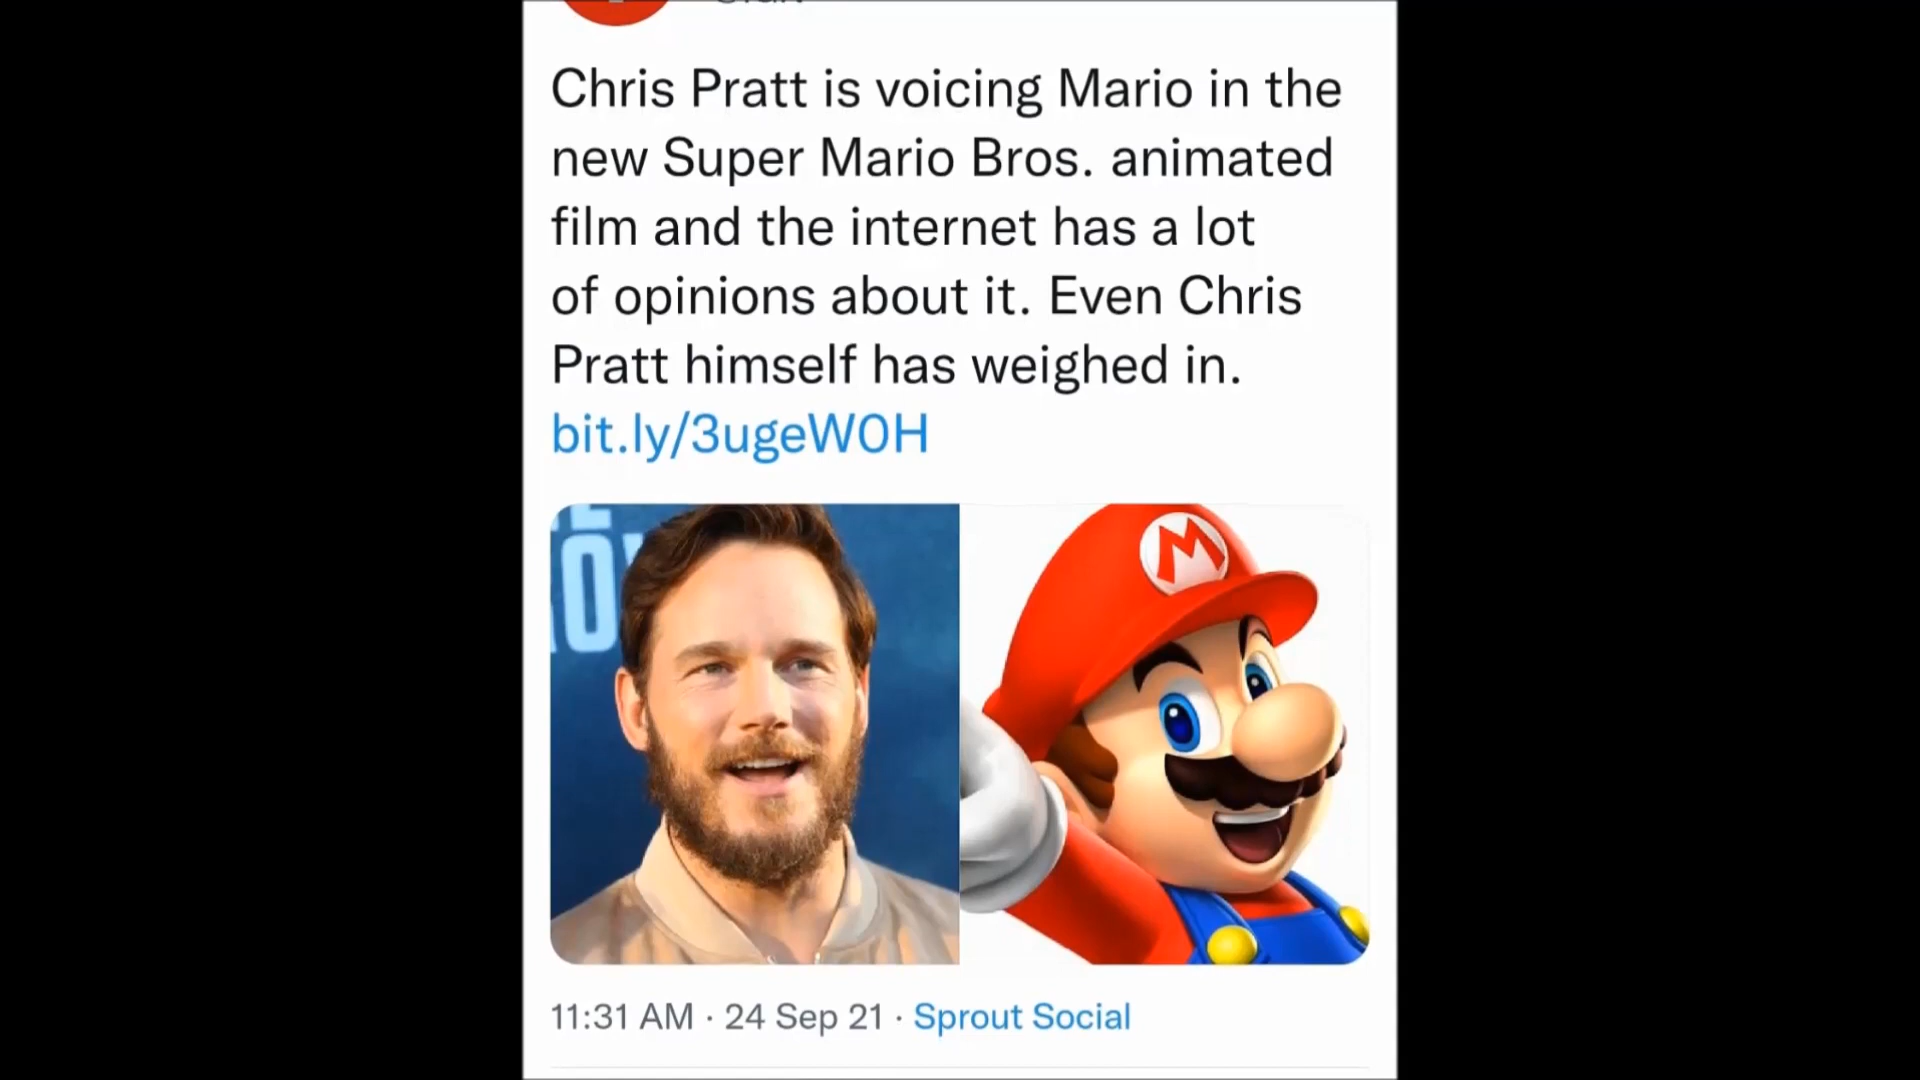 Chris Pratt is voicing Mario in the
new Super Mario Bros. animated
film and the internet has a lot
of opinions about it. Even Chris
Pratt himself has weighed in.
bit.ly/3ugeW0H
M
11:31 AM · 24 Sep 21 · Sprout Social